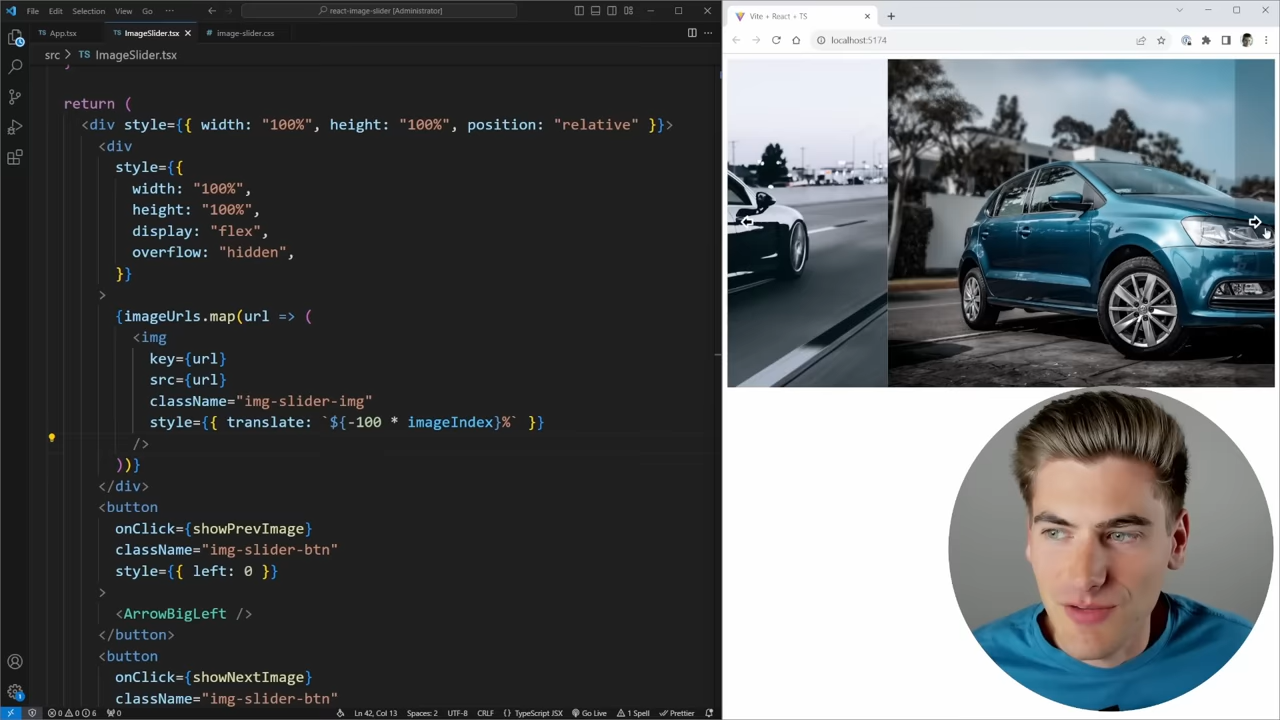 File Edit Selection View Go
react-image-slider [Administrator]
App.tsx
ImageSlider.tsx
image-slider.css
src > TS ImageSlider.tsx
return (
<div style={{ width: "100%", height: "100%", position: "relative" }}>
<div
style={{
width: "100%",
height: "100%",
display: "flex",
overflow: "hidden",
}}
>
{imageUrls.map(url => (
<img
key={url}
src={url}
className="img-slider-img"
style={{ translate: `${-100 * imageIndex}%` }}
/>
))}
</div>
<button
onClick={showPrevImage}
className="img-slider-btn"
style={{ left: 0 }}
>
<ArrowBigLeft />
</button>
<button
onClick={showNextImage}
className="img-slider-btn"
0 0 6 0
Ln 42, Col 13 Spaces: 2 UTF-8 CRLF {} TypeScript JSX Go Live 1 Spell Prettier
Vite + React + TS
localhost:5174